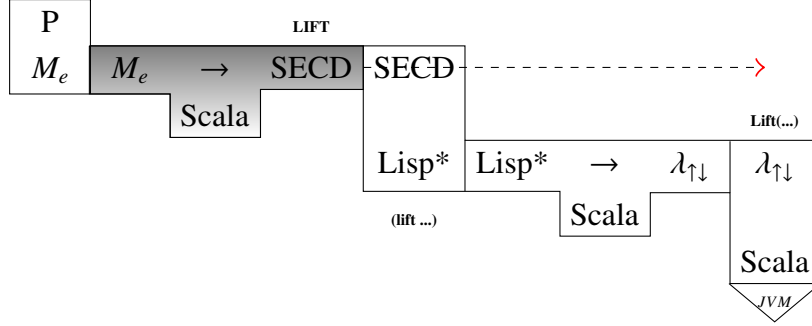 P LIFT
M_e M_e → SECD SECD
Scala Lift(...)
Lisp* Lisp* → λ↑↓ λ↑↓
(lift ...) Scala
Scala
JVM